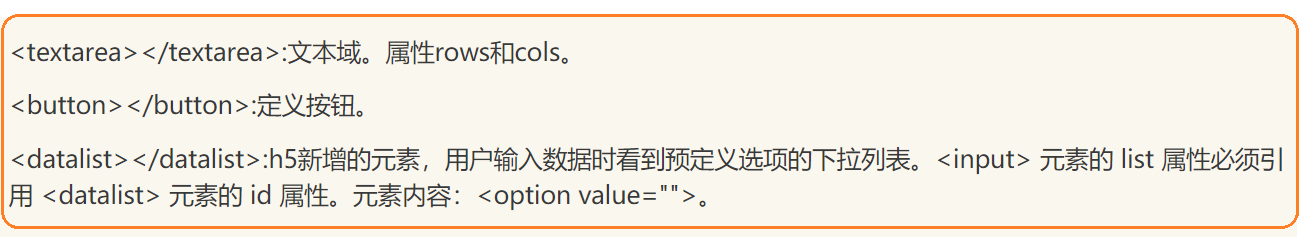 <textarea></textarea>:文本域。属性rows和cols。
<button></button>:定义按钮。
<datalist></datalist>:h5新增的元素，用户输入数据时看到预定义选项的下拉列表。<input> 元素的 list 属性必须引
用 <datalist> 元素的 id 属性。元素内容：<option value="">。